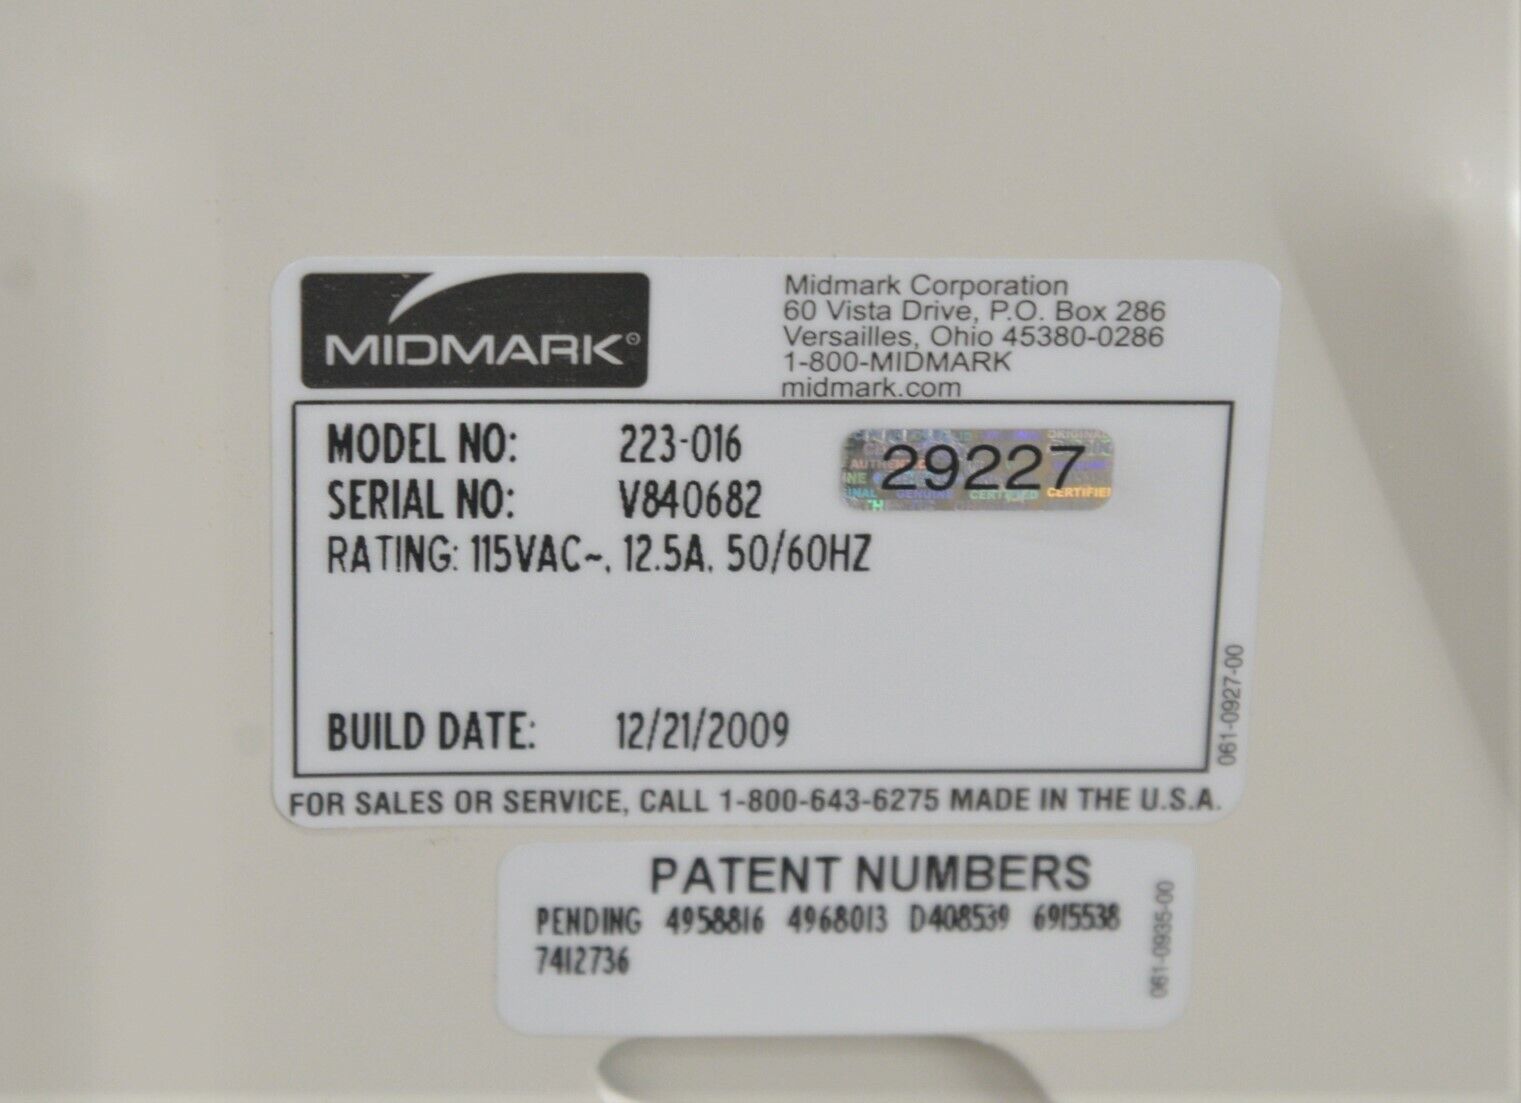 MIDMARK®
Midmark Corporation
60 Vista Drive, P.O. Box 286
Versailles, Ohio 45380-0286
1-800-MIDMARK
midmark.com
MODEL NO: 223-016
29227
SERIAL NO: V840682
RATING: 115VAC~, 12.5A, 50/60HZ
BUILD DATE: 12/21/2009
061-0927-00
FOR SALES OR SERVICE, CALL 1-800-643-6275 MADE IN THE U.S.A.
PATENT NUMBERS
PENDING 4958816 4968013 D408539 6915538
7412736
061-0935-00